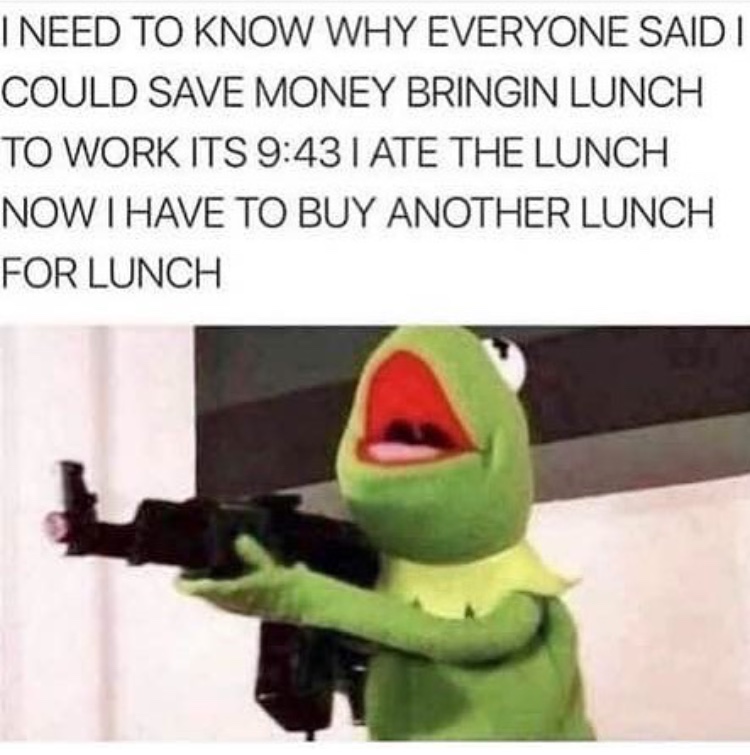 I NEED TO KNOW WHY EVERYONE SAID I
COULD SAVE MONEY BRINGIN LUNCH
TO WORK ITS 9:43 I ATE THE LUNCH
NOW I HAVE TO BUY ANOTHER LUNCH
FOR LUNCH